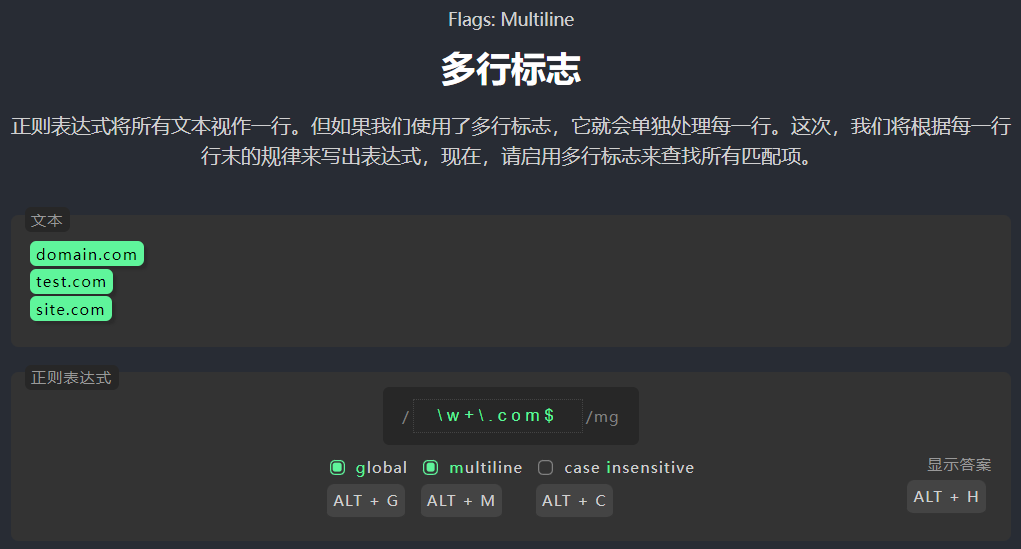 Flags: Multiline
多行标志
正则表达式将所有文本视作一行。但如果我们使用了多行标志，它就会单独处理每一行。这次，我们将根据每一行
行末的规律来写出表达式，现在，请启用多行标志来查找所有匹配项。
文本
domain.com
test.com
site.com
正则表达式
/ \w+\.com$ /mg
global multiline case insensitive 显示答案
ALT + G ALT + M ALT + C ALT + H